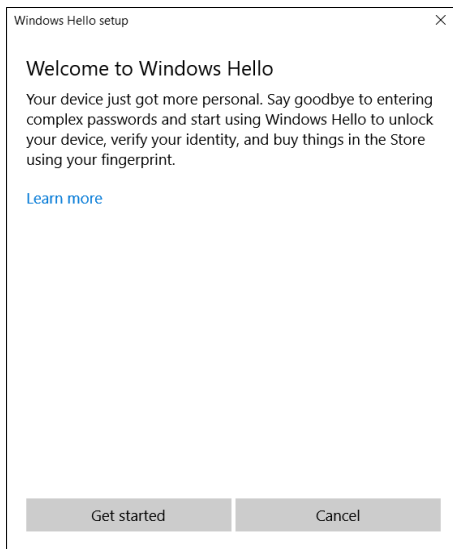 Windows Hello setup
Welcome to Windows Hello
Your device just got more personal. Say goodbye to entering
complex passwords and start using Windows Hello to unlock
your device, verify your identity, and buy things in the Store
using your fingerprint.
Learn more
Get started
Cancel